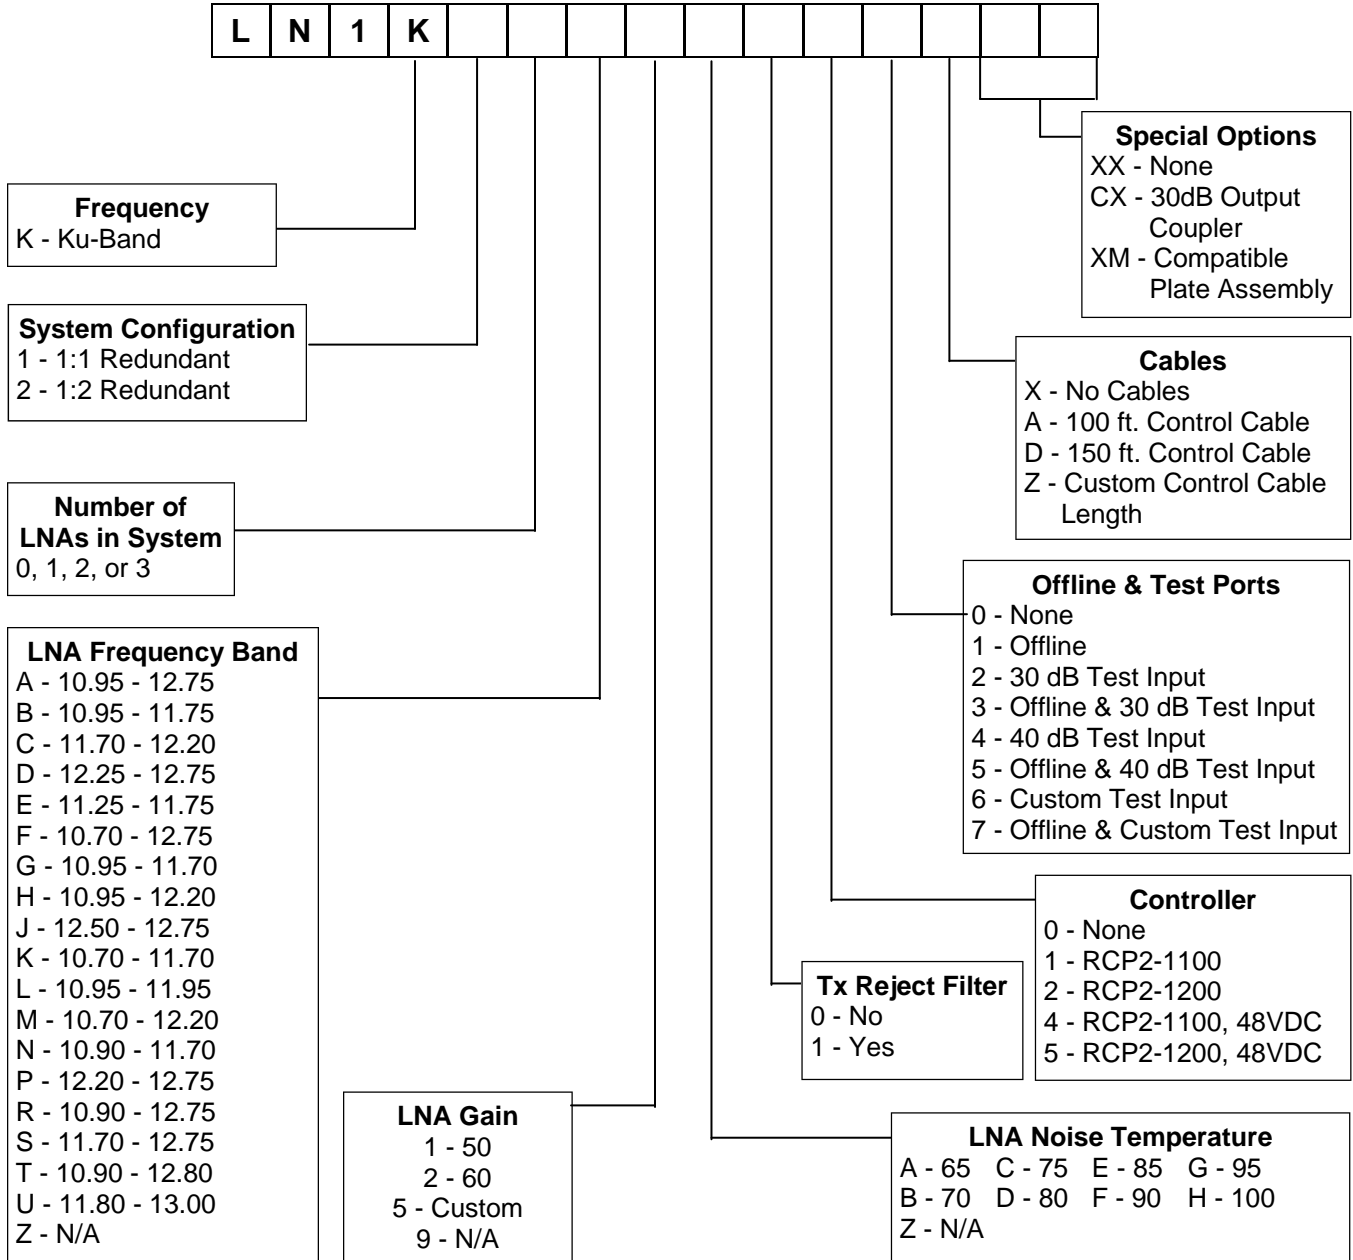 L N 1 K
Special Options
XX - None
CX - 30dB Output
Coupler
XM - Compatible
Plate Assembly
Frequency
K - Ku-Band
System Configuration
1 - 1:1 Redundant
2 - 1:2 Redundant
Cables
X - No Cables
A - 100 ft. Control Cable
D - 150 ft. Control Cable
Z - Custom Control Cable
Length
Number of
LNAs in System
0, 1, 2, or 3
Offline & Test Ports
0 - None
1 - Offline
2 - 30 dB Test Input
3 - Offline & 30 dB Test Input
4 - 40 dB Test Input
5 - Offline & 40 dB Test Input
6 - Custom Test Input
7 - Offline & Custom Test Input
LNA Frequency Band
A - 10.95 - 12.75
B - 10.95 - 11.75
C - 11.70 - 12.20
D - 12.25 - 12.75
E - 11.25 - 11.75
F - 10.70 - 12.75
G - 10.95 - 11.70
H - 10.95 - 12.20
J - 12.50 - 12.75
K - 10.70 - 11.70
L - 10.95 - 11.95
M - 10.70 - 12.20
N - 10.90 - 11.70
P - 12.20 - 12.75
R - 10.90 - 12.75
S - 11.70 - 12.75
T - 10.90 - 12.80
U - 11.80 - 13.00
Z - N/A
Controller
0 - None
1 - RCP2-1100
2 - RCP2-1200
4 - RCP2-1100, 48VDC
5 - RCP2-1200, 48VDC
Tx Reject Filter
0 - No
1 - Yes
LNA Gain
1 - 50
2 - 60
5 - Custom
9 - N/A
LNA Noise Temperature
A - 65 C - 75 E - 85 G - 95
B - 70 D - 80 F - 90 H - 100
Z - N/A